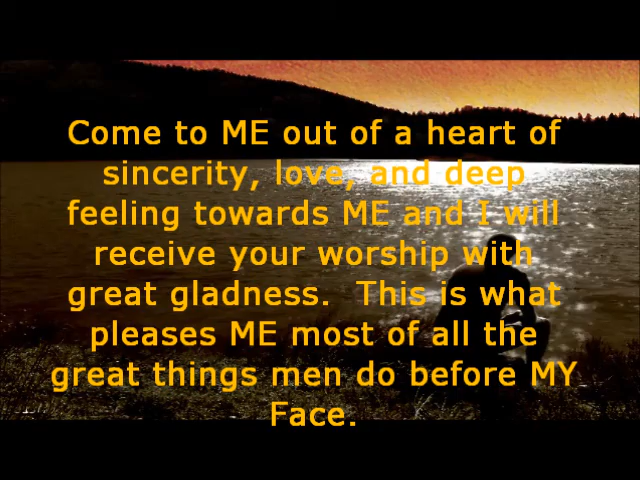 Come to ME out of a heart of
sincerity, love, and deep
feeling towards ME and I will
receive your worship with
great gladness.  This is what
pleases ME most of all the
great things men do before MY
Face.